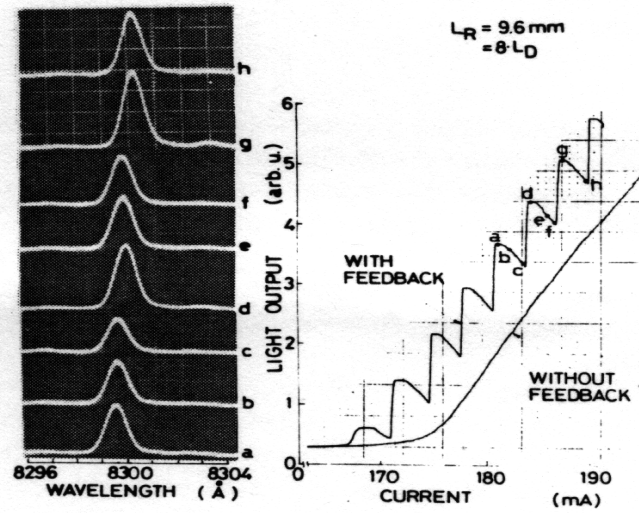 h
g
f
e
d
c
b
a
8296 8300 8304
WAVELENGTH (Å)
L_R = 9.6 mm
= 8·L_D
LIGHT OUTPUT (arb. u.)
6
5
4
3
2
1
0
g
h
d
e
f
a
b
c
WITH
FEEDBACK
WITHOUT
FEEDBACK
170 180 190
CURRENT (mA)